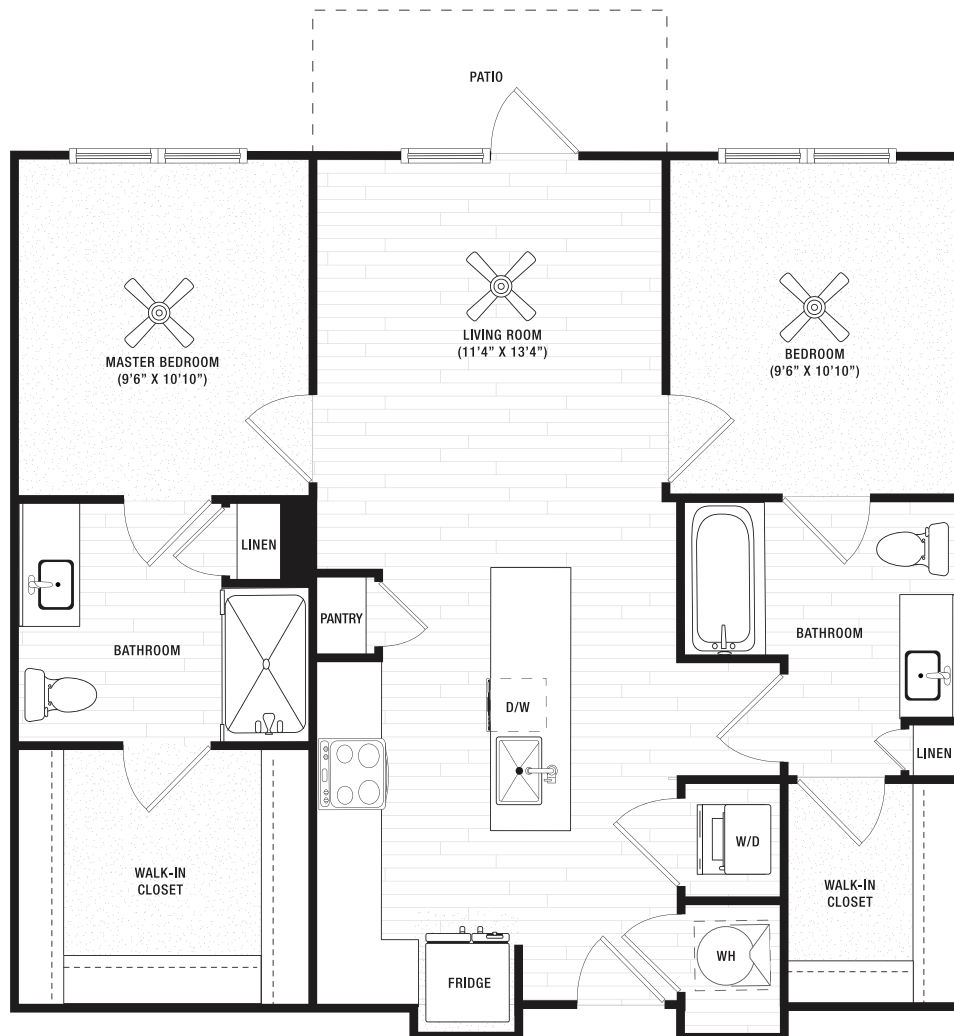 PATIO
LIVING ROOM
(11'4” X 13'4”)
MASTER BEDROOM
(9'6” X 10'10”)
BEDROOM
(9'6” X 10'10”)
LINEN
PANTRY
BATHROOM
BATHROOM
D/W
LINEN
W/D
WALK-IN
CLOSET
WALK-IN
CLOSET
WH
FRIDGE